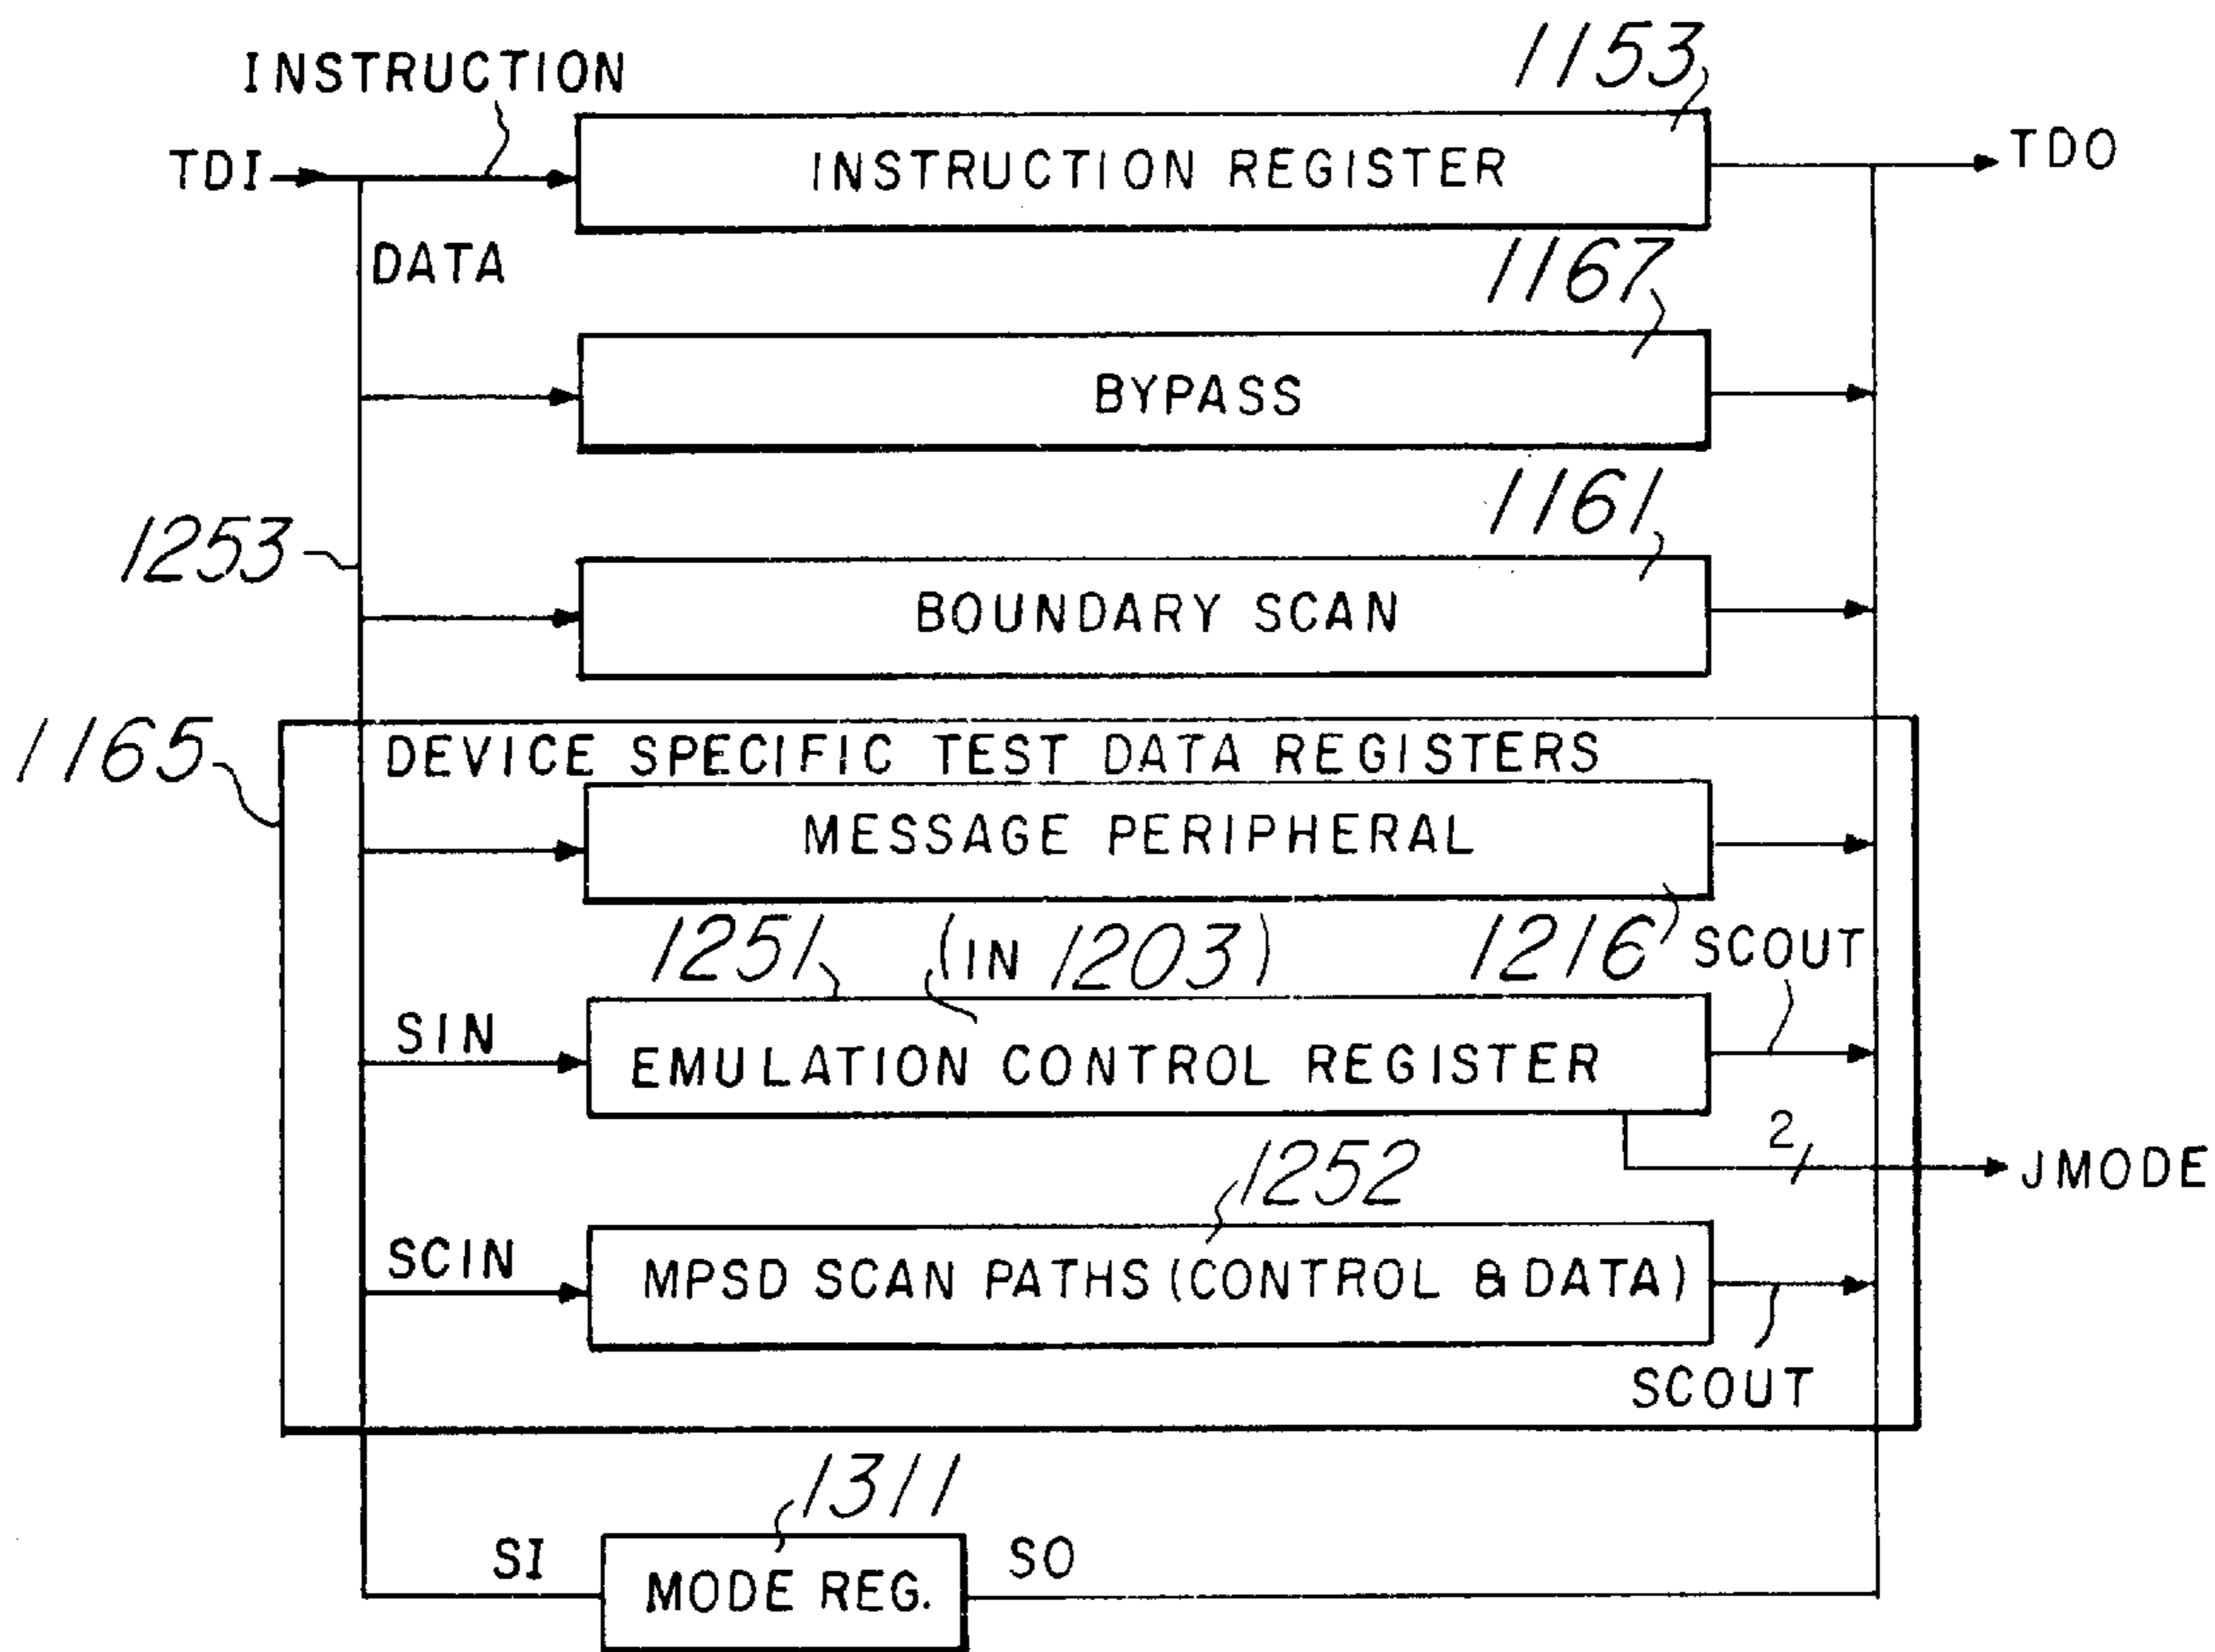 INSTRUCTION
1153
TDI
INSTRUCTION REGISTER
TDO
DATA
1167
BYPASS
1161
1253
BOUNDARY SCAN
1165
DEVICE SPECIFIC TEST DATA REGISTERS
MESSAGE PERIPHERAL
1251
(IN 1203)
1216
SCOUT
SIN
EMULATION CONTROL REGISTER
2
JMODE
1252
SCIN
MPSD SCAN PATHS (CONTROL & DATA)
SCOUT
1311
SI
MODE REG.
SO